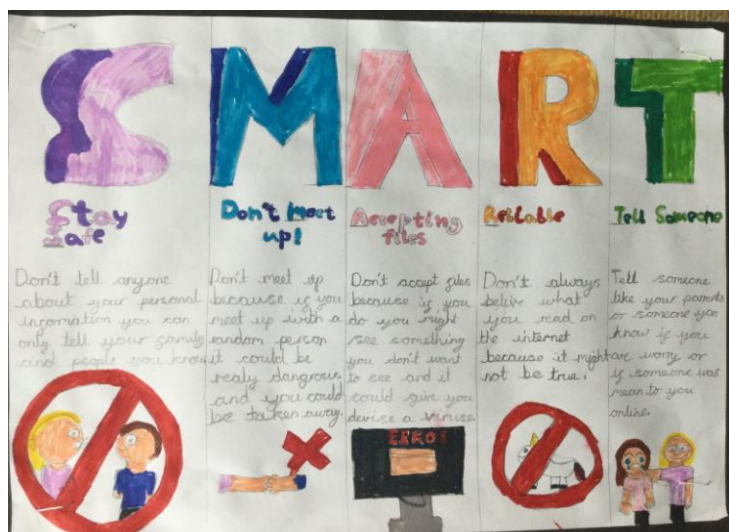 SMART
Stay
Safe
Don't tell anyone
about your personal
information you can
only tell your family
and people you know
Don't Meet
up!
Don't meet up
because if you
meet up with a
random person
it could be
realy dangrous
and you could
be taken away.
Accepting
files
Don't accept files
because if you
do you might
see something
you don't want
to see and it
could give you
devise a viruse
ERROR
Reliable
Don't always
belive what
you read on
the internet
because it might
not be true.
Tell Someone
Tell someone
like your parents
or someone you
know if you
are worry or
if someone was
mean to you
online.